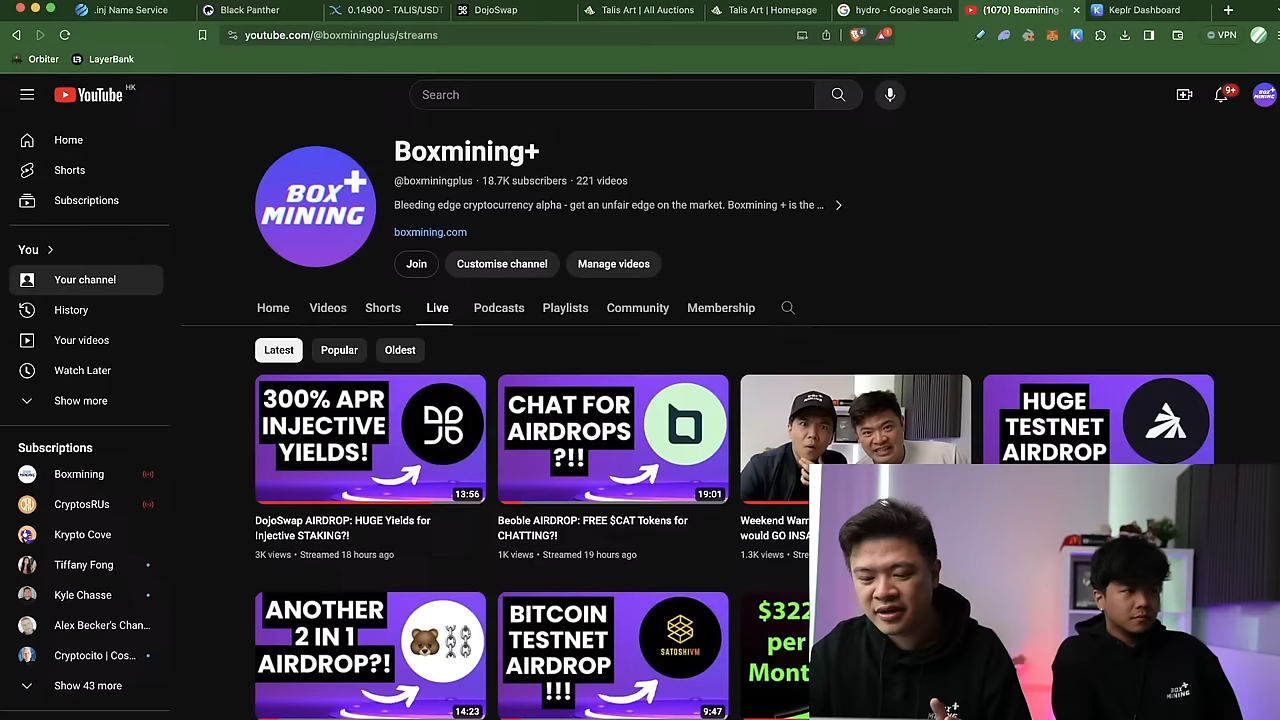 .inj Name Service
Black Panther
0.14900 - TALIS/USDT
DojoSwap
Talis Art | All Auctions
Talis Art | Homepage
hydro - Google Search
(1070) Boxmining
Keplr Dashboard
youtube.com/@boxminingplus/streams
4
1
VPN
Orbiter
LayerBank
YouTube HK
Search
9+
BOX+
MINING
Home
Shorts
Subscriptions
You
Your channel
History
Your videos
Watch Later
Show more
Subscriptions
Boxmining
CryptosRUs
Krypto Cove
Tiffany Fong
Kyle Chasse
Alex Becker's Chan...
Cryptocito | Cos...
Show 43 more
BOX+
MINING
Boxmining+
@boxminingplus · 18.7K subscribers · 221 videos
Bleeding edge cryptocurrency alpha - get an unfair edge on the market. Boxmining + is the ...
boxmining.com
Join
Customise channel
Manage videos
Home
Videos
Shorts
Live
Podcasts
Playlists
Community
Membership
Latest
Popular
Oldest
300% APR
INJECTIVE
YIELDS!
13:56
DojoSwap AIRDROP: HUGE Yields for
Injective STAKING?!
3K views • Streamed 18 hours ago
CHAT FOR
AIRDROPS
?!!
19:01
Beoble AIRDROP: FREE $CAT Tokens for
CHATTING?!
1K views • Streamed 19 hours ago
Weekend Warr
would GO INSA
1.3K views • Stre
HUGE
TESTNET
AIRDROP
ANOTHER
2 IN 1
AIRDROP?!
14:23
BITCOIN
TESTNET
AIRDROP
!!!
SATOSHIVM
9:47
$322
per
Mont
BOX+
MINING